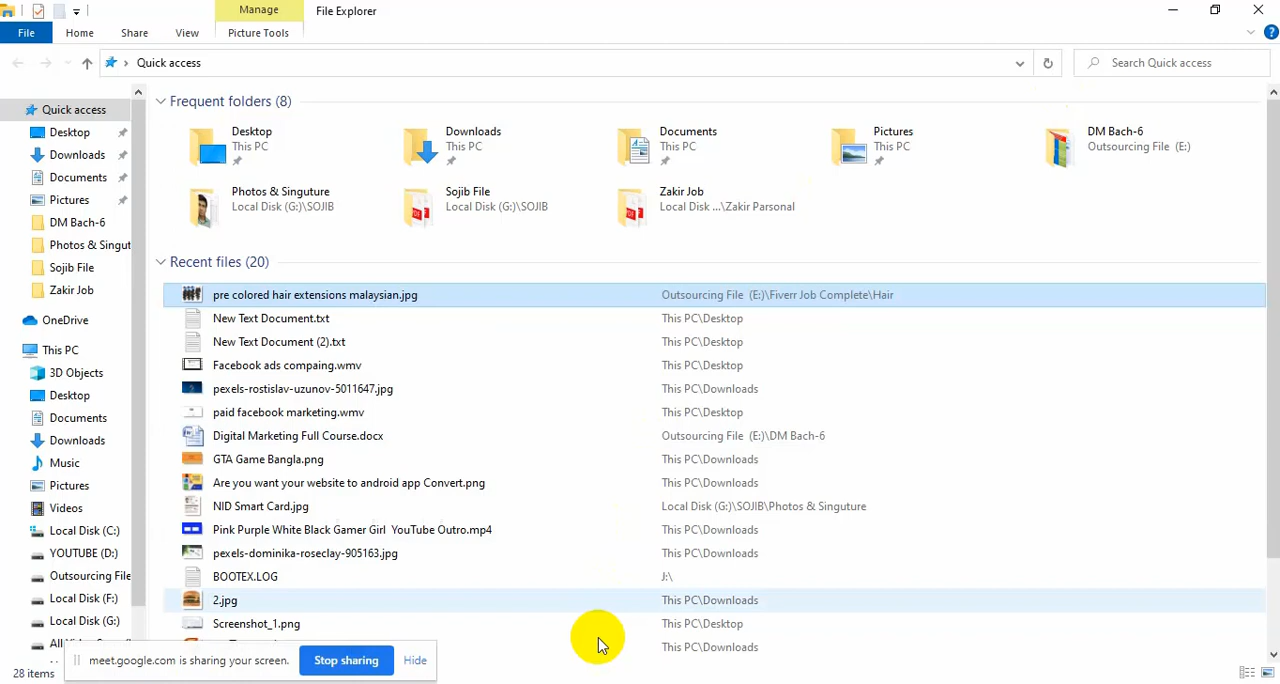 Manage
File Explorer
File
Home
Share
View
Picture Tools
Quick access
Search Quick access
Quick access
Desktop
Downloads
Documents
Pictures
DM Bach-6
Photos & Singut
Sojib File
Zakir Job
OneDrive
This PC
3D Objects
Desktop
Documents
Downloads
Music
Pictures
Videos
Local Disk (C:)
YOUTUBE (D:)
Outsourcing File
Local Disk (F:)
Local Disk (G:)
Frequent folders (8)
Desktop
This PC
Downloads
This PC
Documents
This PC
Pictures
This PC
DM Bach-6
Outsourcing File (E:)
Photos & Singuture
Local Disk (G:)\SOJIB
Sojib File
Local Disk (G:)\SOJIB
Zakir Job
Local Disk ...\Zakir Parsonal
Recent files (20)
pre colored hair extensions malaysian.jpg Outsourcing File (E:)\Fiverr Job Complete\Hair
New Text Document.txt This PC\Desktop
New Text Document (2).txt This PC\Desktop
Facebook ads compaing.wmv This PC\Desktop
pexels-rostislav-uzunov-5011647.jpg This PC\Downloads
paid facebook marketing.wmv This PC\Desktop
Digital Marketing Full Course.docx Outsourcing File (E:)\DM Bach-6
GTA Game Bangla.png This PC\Downloads
Are you want your website to android app Convert.png This PC\Downloads
NID Smart Card.jpg Local Disk (G:)\SOJIB\Photos & Singuture
Pink Purple White Black Gamer Girl YouTube Outro.mp4 This PC\Downloads
pexels-dominika-roseclay-905163.jpg This PC\Downloads
BOOTEX.LOG J:\
2.jpg This PC\Downloads
Screenshot_1.png This PC\Desktop
This PC\Downloads
meet.google.com is sharing your screen. Stop sharing Hide
28 items